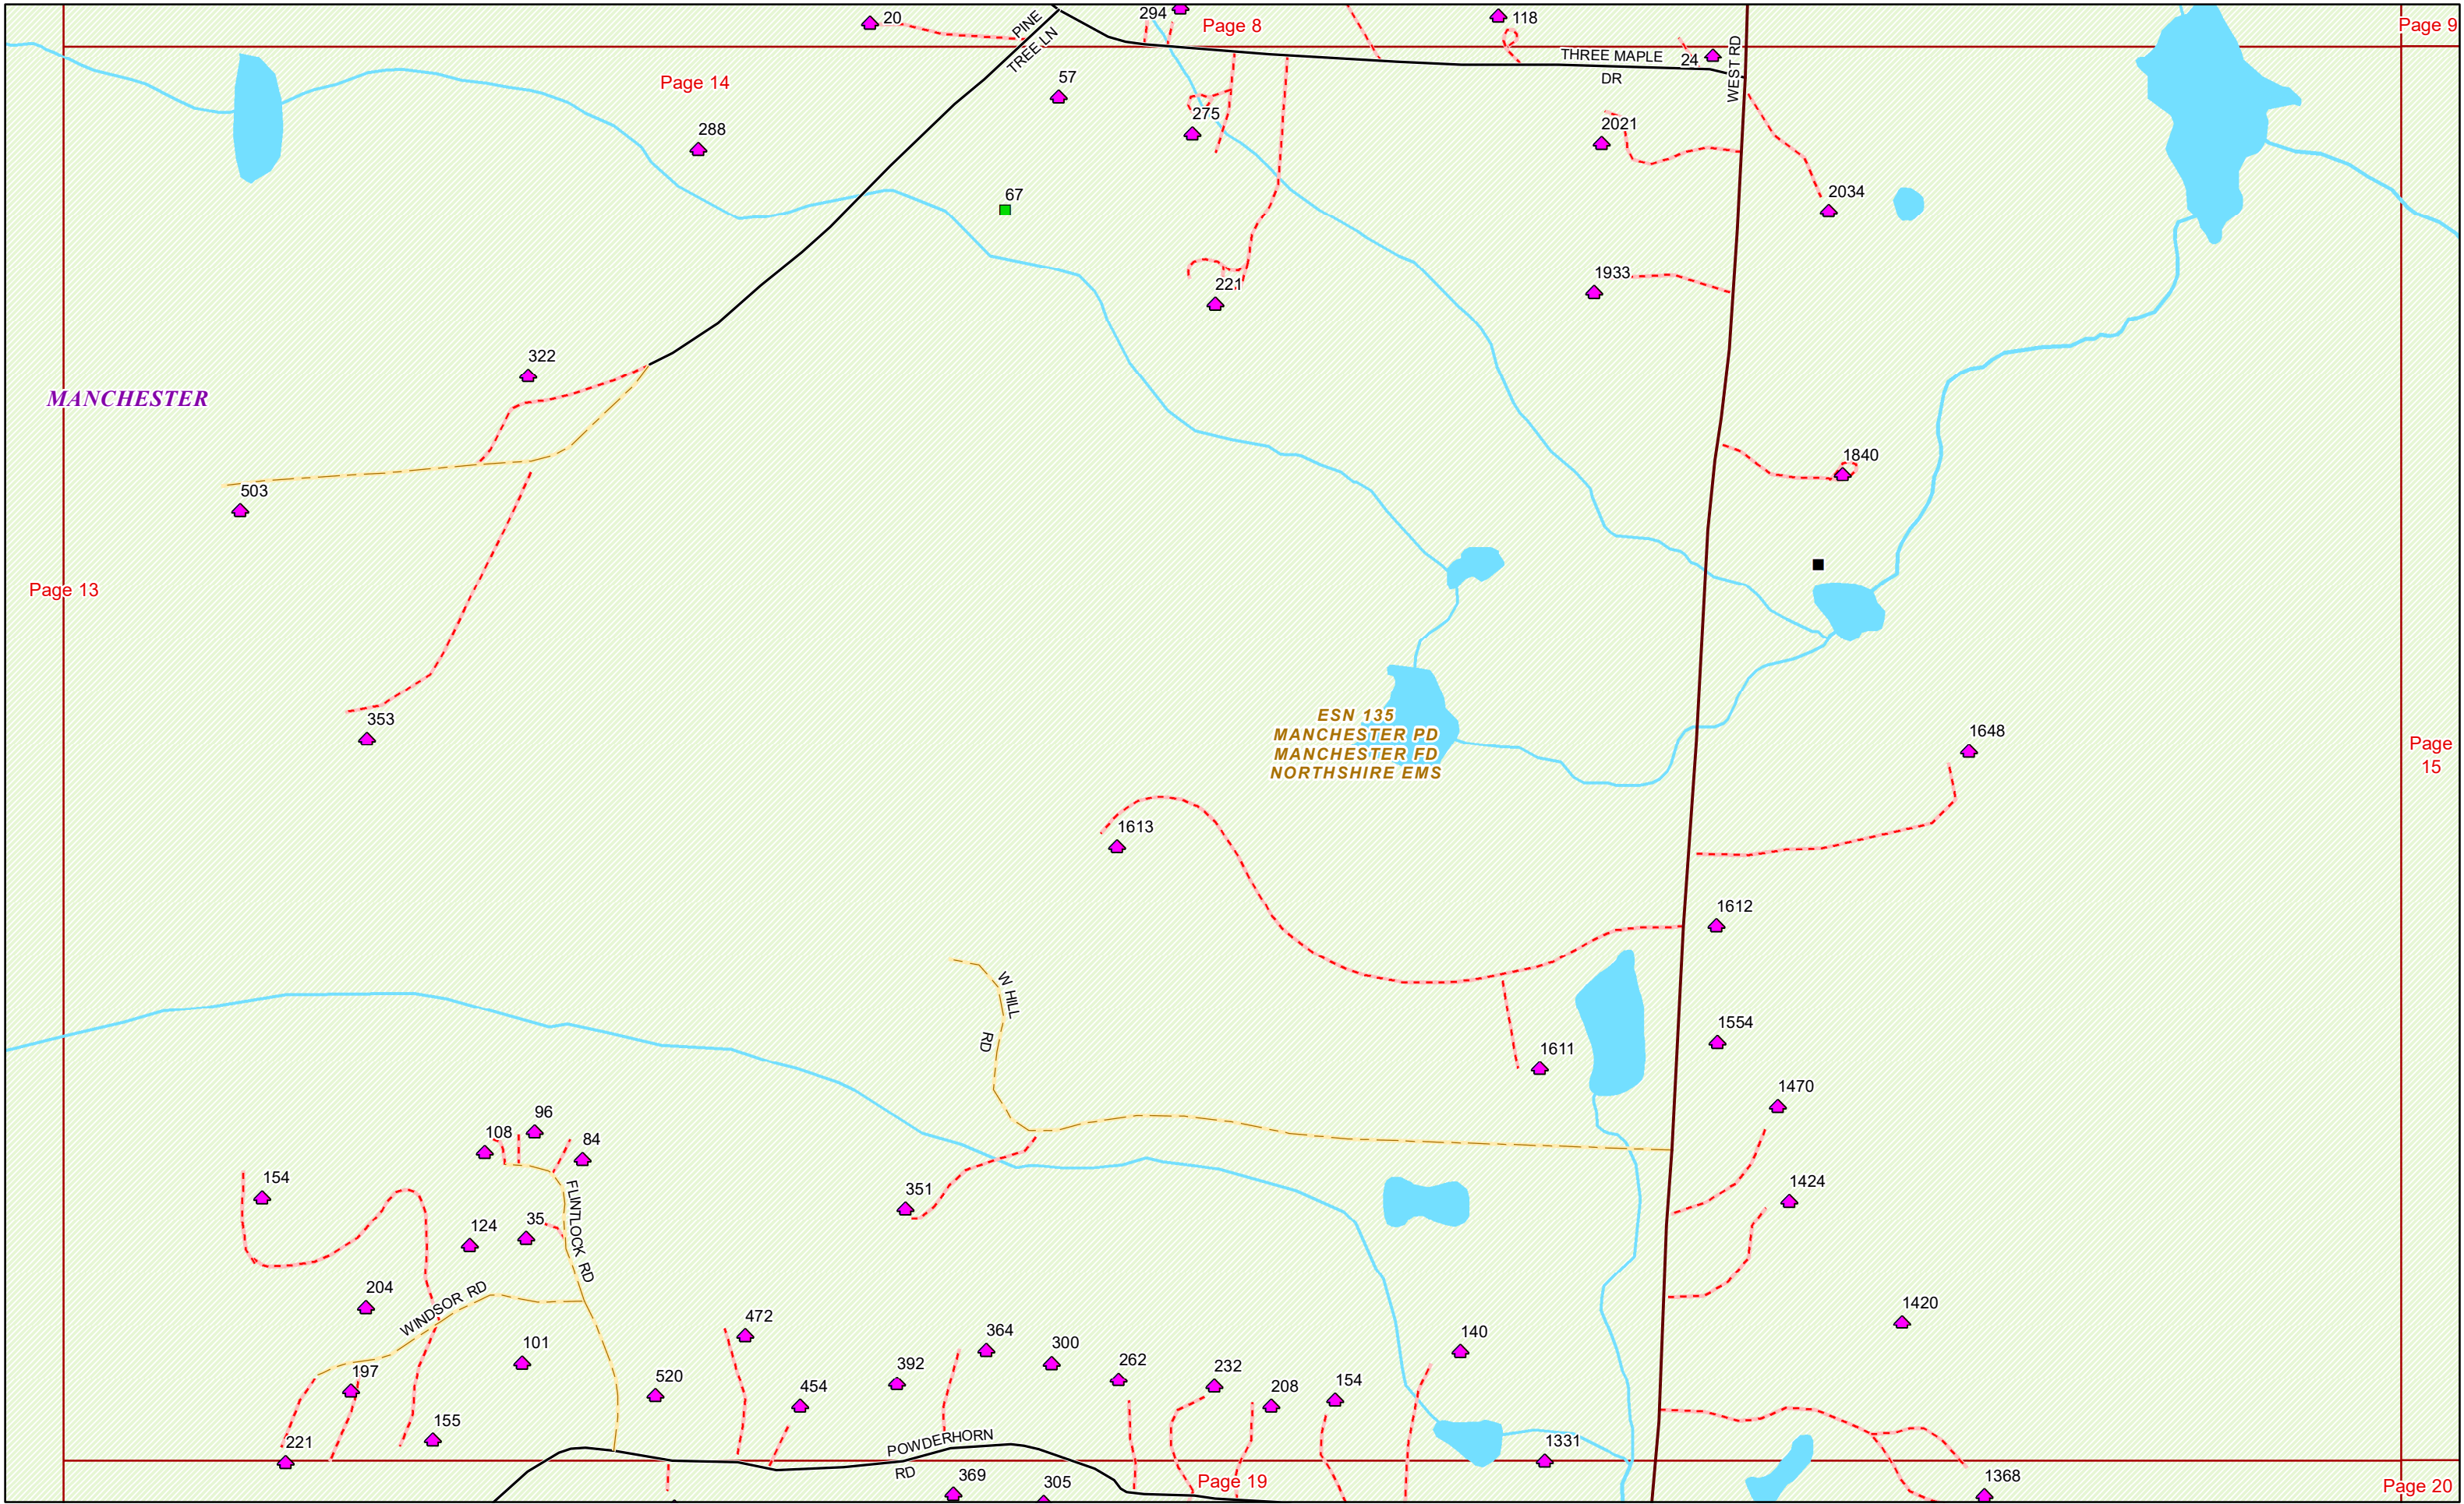 294
Page 8
Page 9
20
PINE
TREE LN
118
THREE MAPLE
DR
24
WEST RD
Page 14
57
275
288
2021
67
2034
221
1933
322
MANCHESTER
503
1840
Page 13
353
ESN 135
MANCHESTER PD
MANCHESTER FD
NORTHSHIRE EMS
1648
Page
15
1613
1612
W HILL
RD
1554
1611
1470
96
108
84
154
351
1424
FLINTLOCK RD
124
35
204
WINDSOR RD
1420
472
101
364
300
140
197
520
392
262
232
454
208
154
155
221
POWDERHORN
RD
1331
369
305
Page 19
1368
Page 20